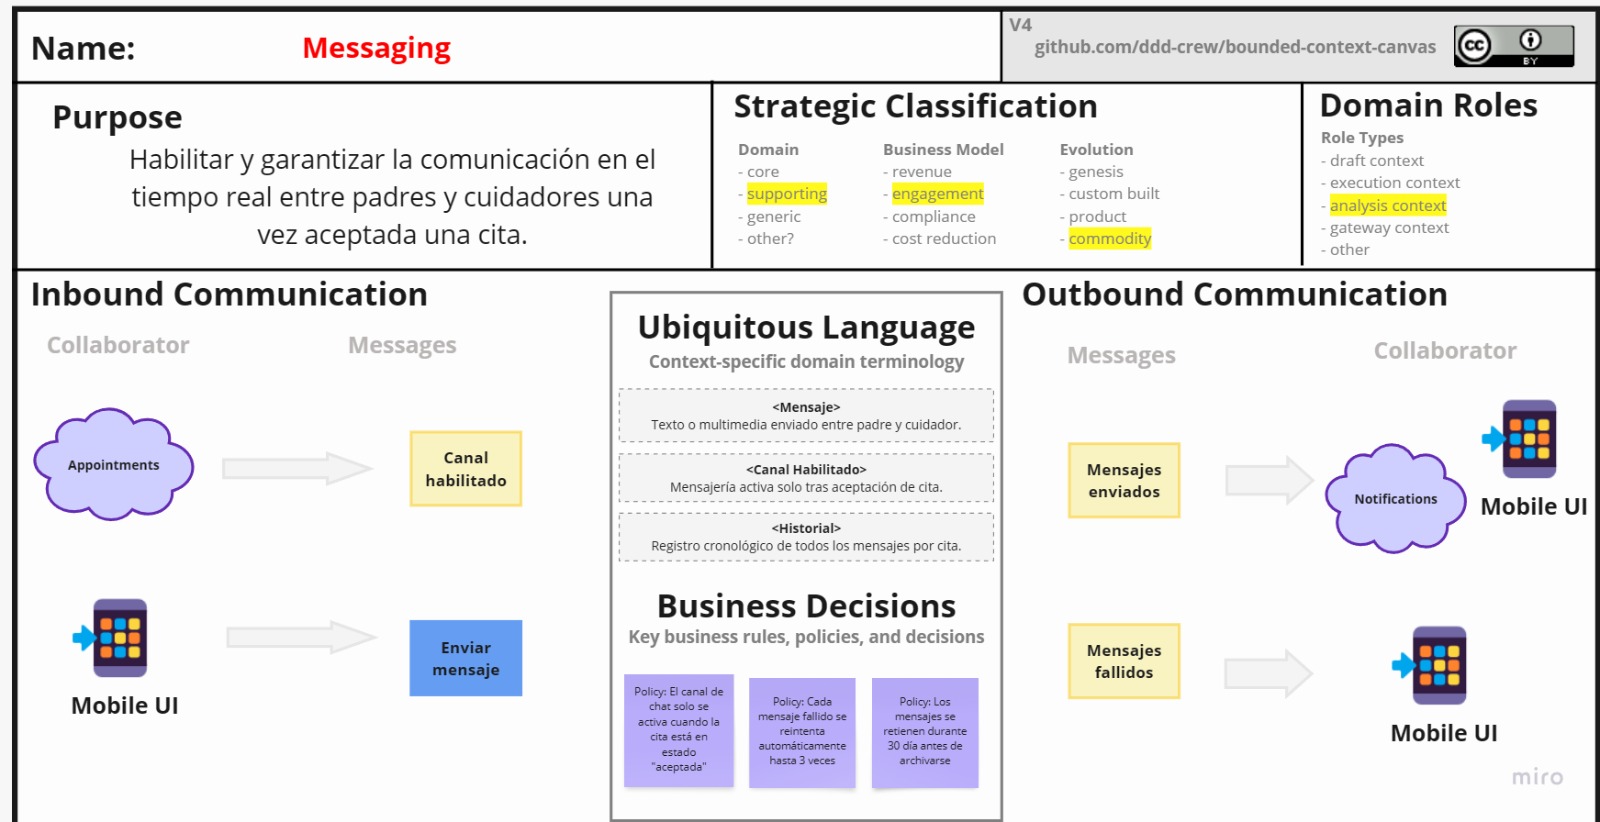 Name:
Messaging
V4
github.com/ddd-crew/bounded-context-canvas
cc
BY
Purpose
Habilitar y garantizar la comunicación en el
tiempo real entre padres y cuidadores una
vez aceptada una cita.
Strategic Classification
Domain
- core
- supporting
- generic
- other?
Business Model
- revenue
- engagement
- compliance
- cost reduction
Evolution
- genesis
- custom built
- product
- commodity
Domain Roles
Role Types
- draft context
- execution context
- analysis context
- gateway context
- other
Inbound Communication
Collaborator
Messages
Appointments
Canal
habilitado
Mobile UI
Enviar
mensaje
Ubiquitous Language
Context-specific domain terminology
<Mensaje>
Texto o multimedia enviado entre padre y cuidador.
<Canal Habilitado>
Mensajería activa solo tras aceptación de cita.
<Historial>
Registro cronológico de todos los mensajes por cita.
Business Decisions
Key business rules, policies, and decisions
Policy: El canal de
chat solo se
activa cuando la
cita está en
estado
"aceptada"
Policy: Cada
mensaje fallido se
reintenta
automáticamente
hasta 3 veces
Policy: Los
mensajes se
retienen durante
30 día antes de
archivarse
Outbound Communication
Messages
Collaborator
Mensajes
enviados
Notifications
Mobile UI
Mensajes
fallidos
Mobile UI
miro